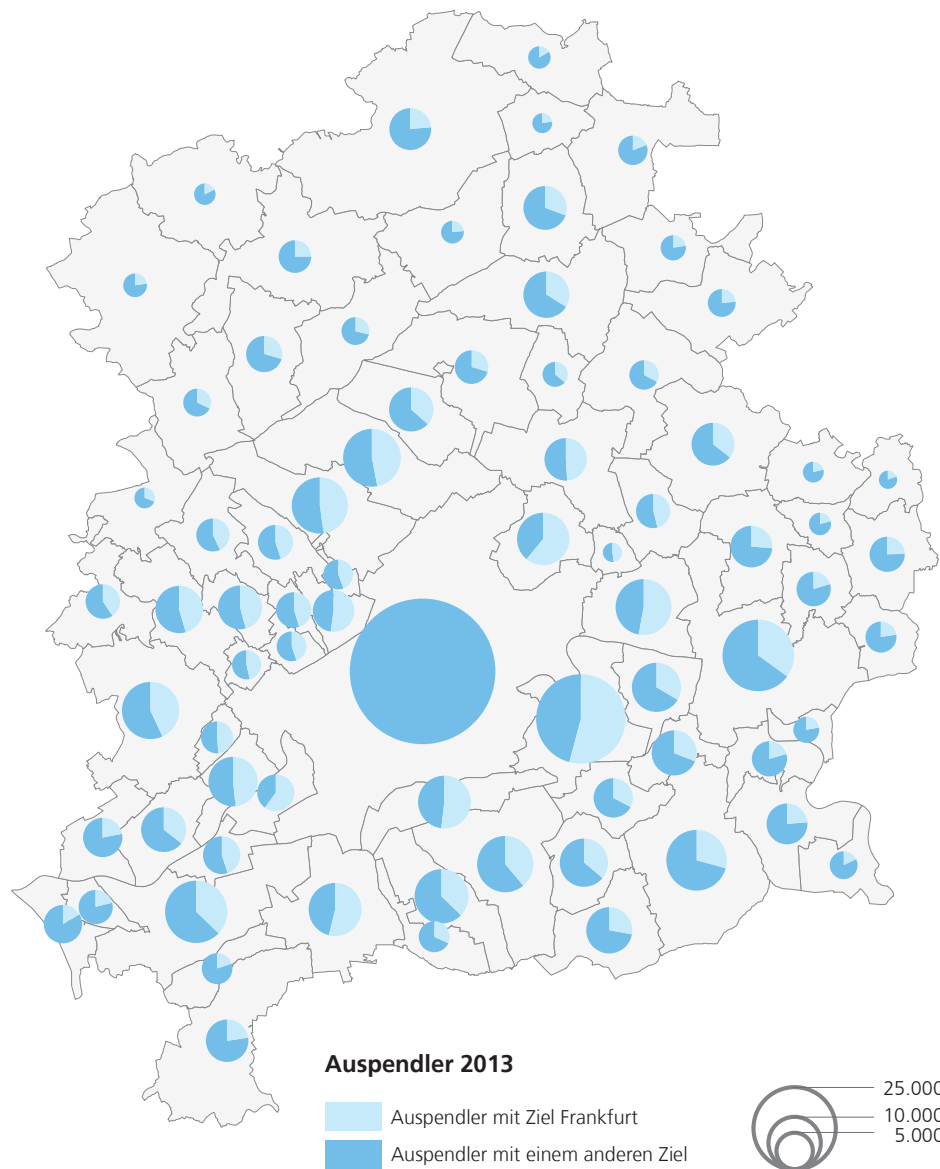 Auspendler 2013
Auspendler mit Ziel Frankfurt
Auspendler mit einem anderen Ziel
25.000
10.000
5.000